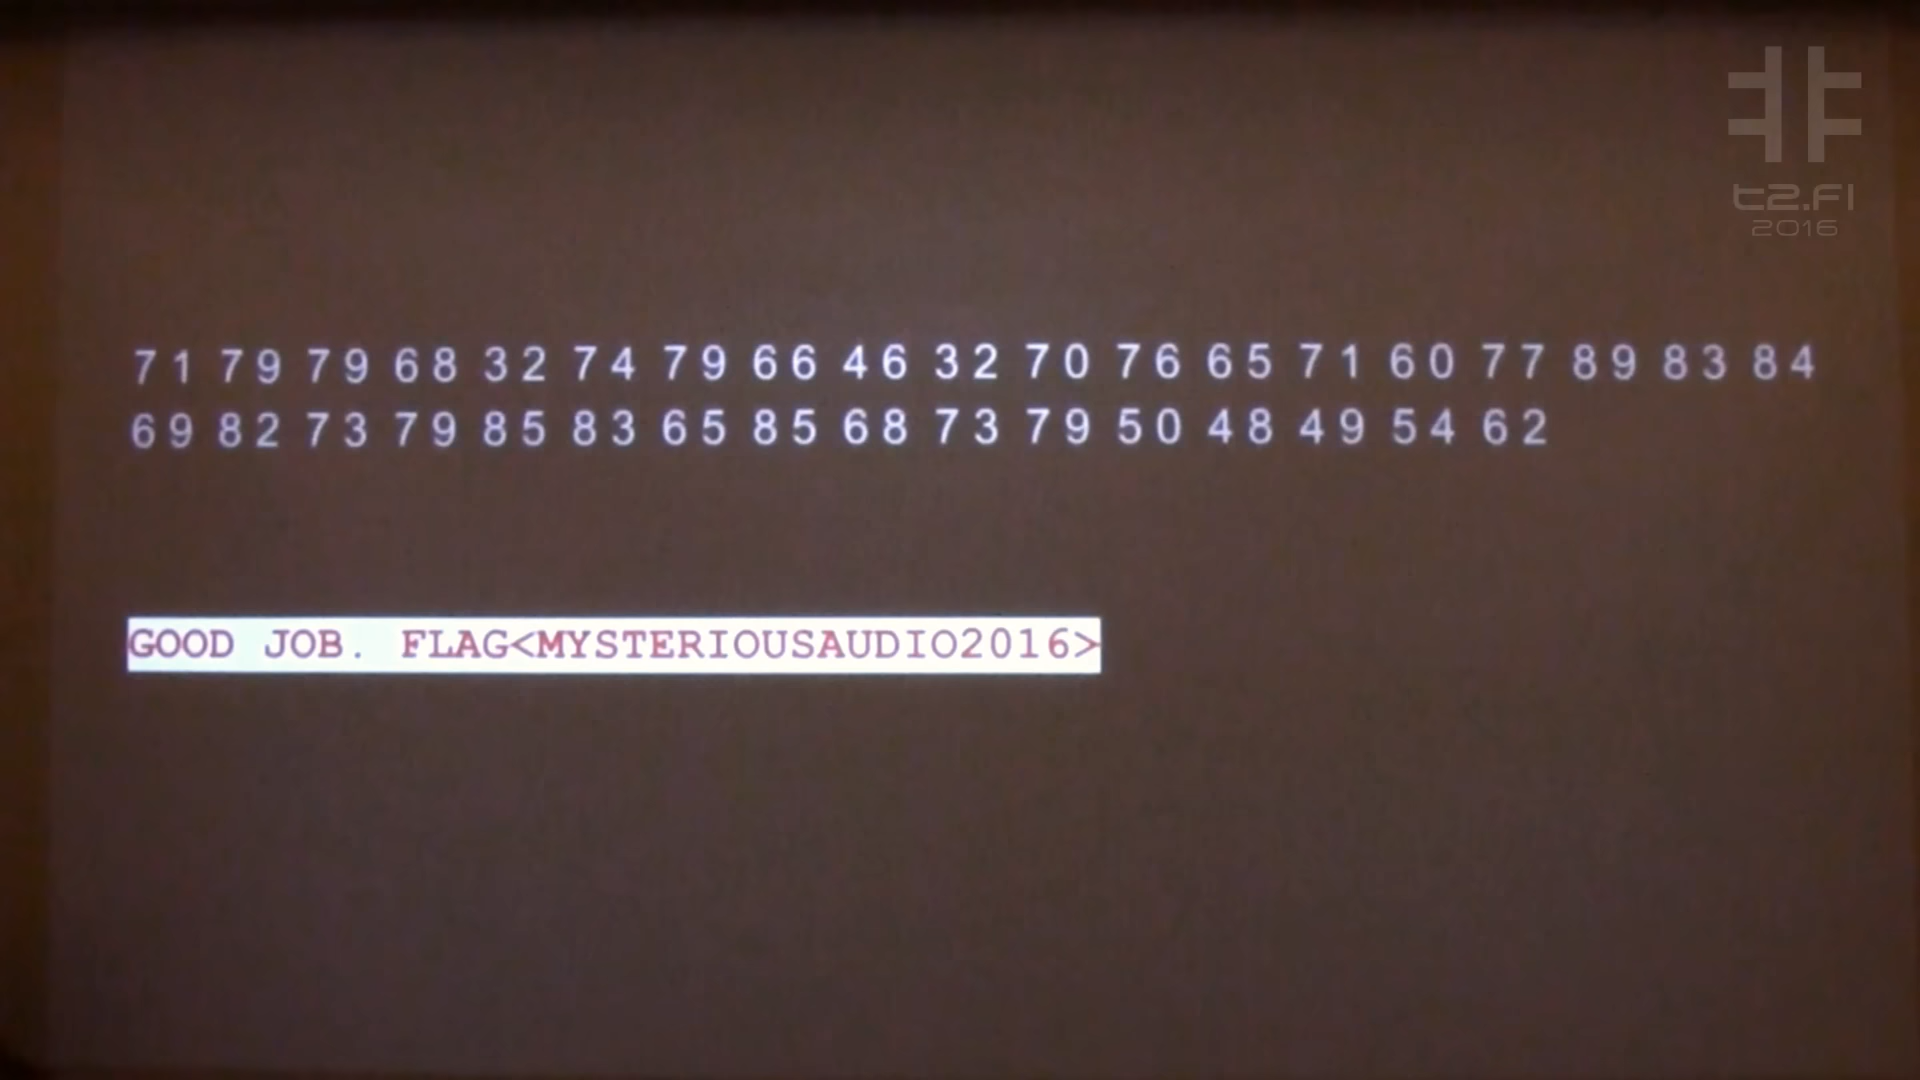 t2.fi
2016
71 79 79 68 32 74 79 66 46 32 70 76 65 71 60 77 89 83 84
69 82 73 79 85 83 65 85 68 73 79 50 48 49 54 62
GOOD JOB. FLAG<MYSTERIOUSAUDIO2016>